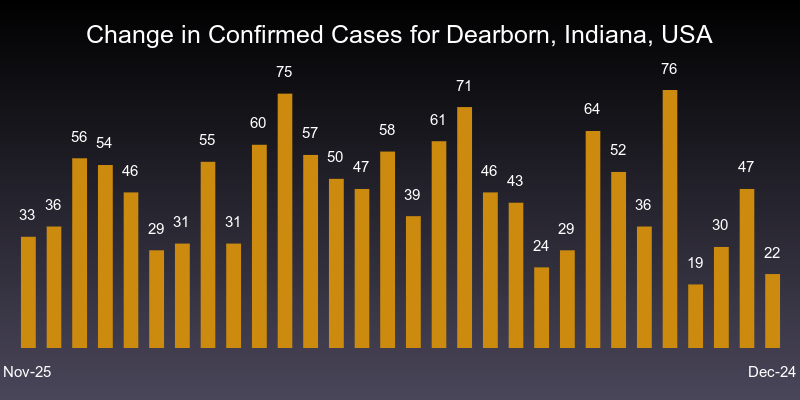 Change in Confirmed Cases for Dearborn, Indiana, USA
33 36 56 54 46 29 31 55 31 60 75 57 50 47 58 39 61 71 46 43 24 29 64 52 36 76 19 30 47 22
Nov-25 Dec-24